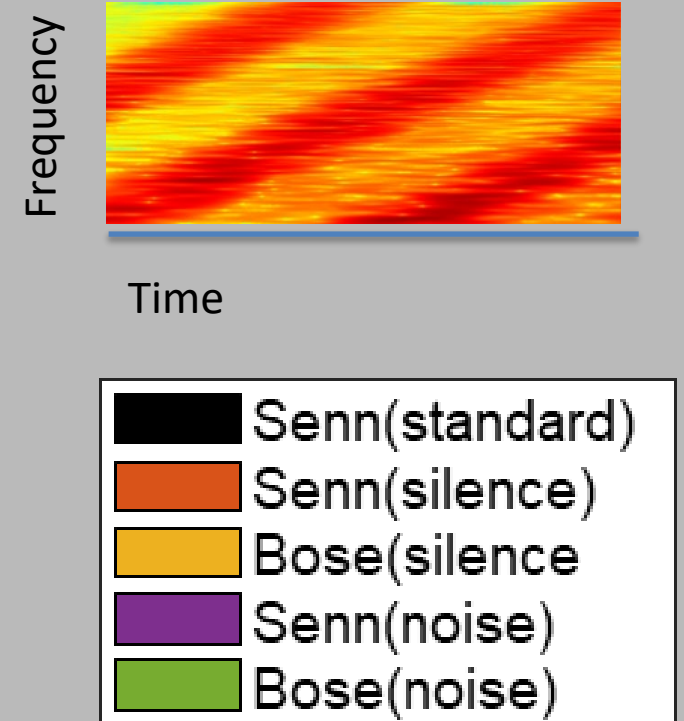 Frequency
Time
Senn(standard)
Senn(silence)
Bose(silence
Senn(noise)
Bose(noise)